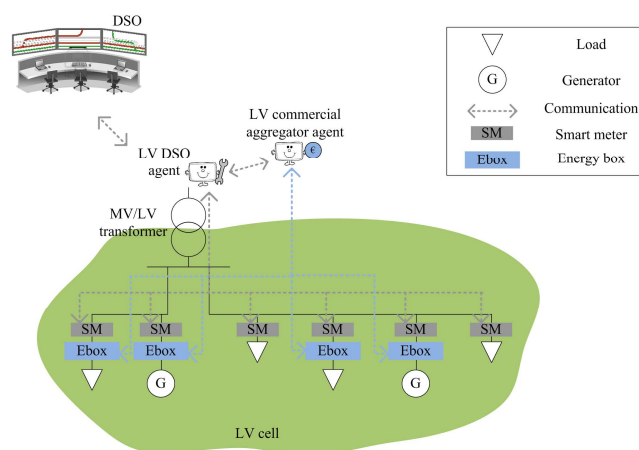 DSO
LV commercial
aggregator agent
€
LV DSO
agent
MV/LV
transformer
SM SM SM SM SM SM
Ebox Ebox Ebox Ebox
G G
LV cell
Load
G Generator
Communication
SM Smart meter
Ebox Energy box